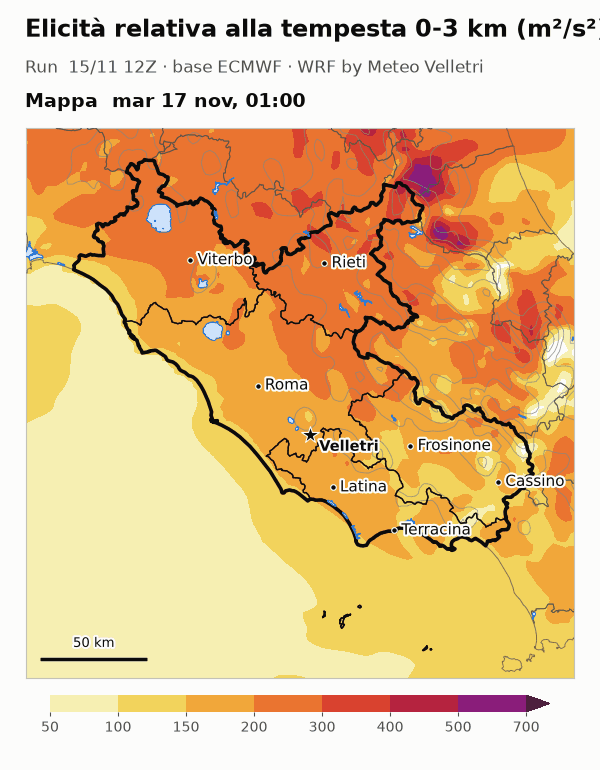 Elicità relativa alla tempesta 0-3 km (m²/s²)
Run  15/11 12Z · base ECMWF · WRF by Meteo Velletri
Mappa  mar 17 nov, 01:00
Viterbo
Rieti
Roma
Velletri
Frosinone
Cassino
Latina
Terracina
50 km
50 100 150 200 300 400 500 700